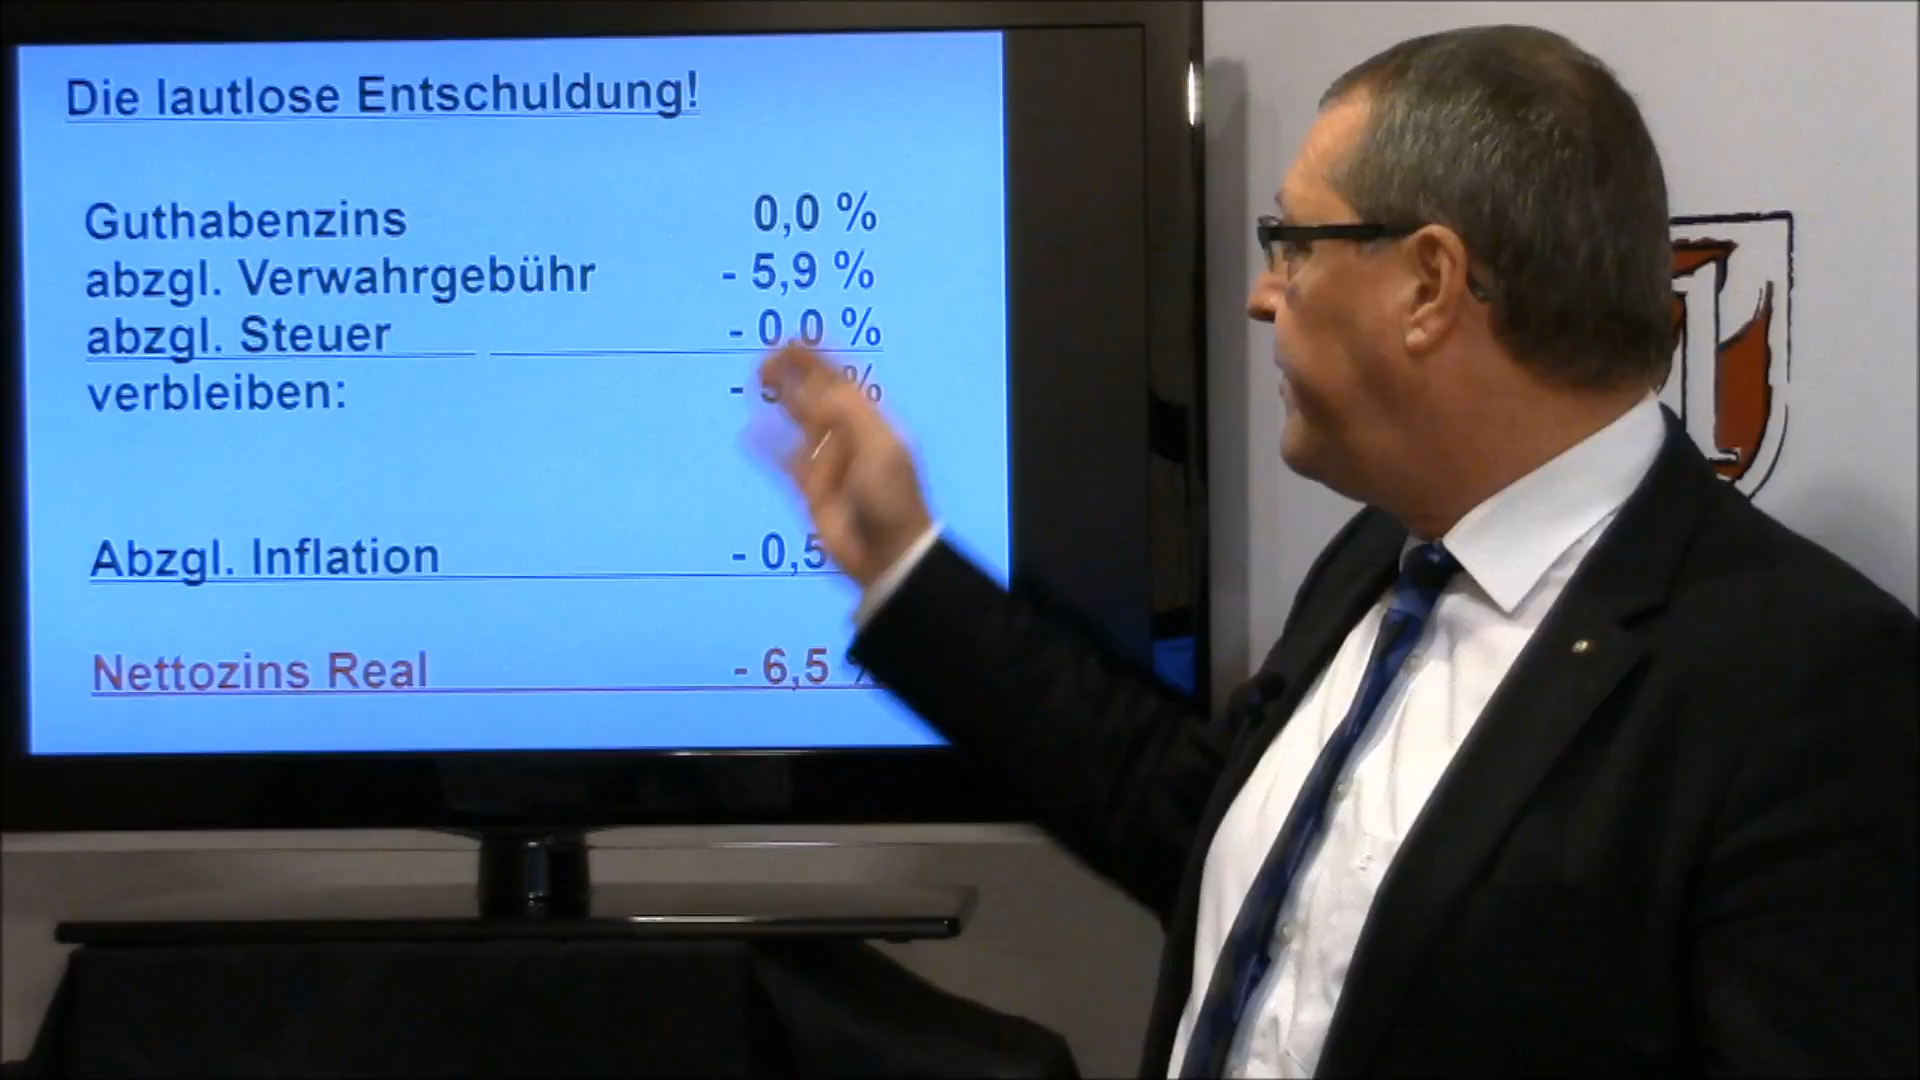 Die lautlose Entschuldung!
Guthabenzins 0,0 %
abzgl. Verwahrgebühr - 5,9 %
abzgl. Steuer - 0,0 %
verbleiben: - %
Abzgl. Inflation - 0,5
Nettozins Real - 6,5 %